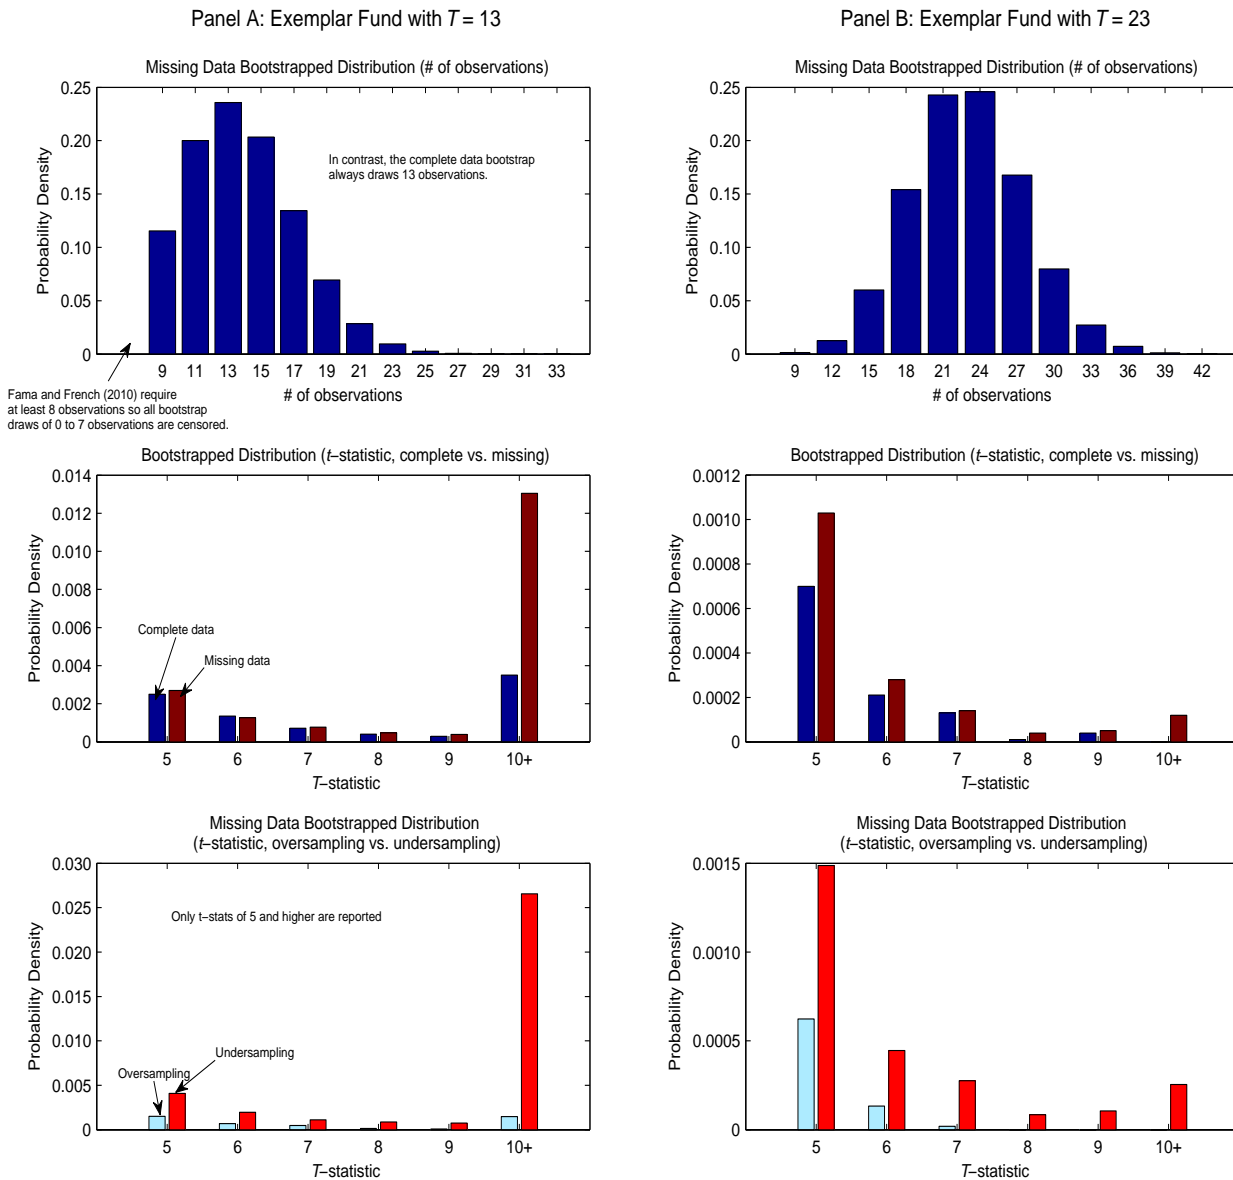 Panel A: Exemplar Fund with T = 13
Missing Data Bootstrapped Distribution (# of observations)
0.25
0.20
0.15
0.10
0.05
0
Probability Density
In contrast, the complete data bootstrap
always draws 13 observations.
9 11 13 15 17 19 21 23 25 27 29 31 33
# of observations
Fama and French (2010) require
at least 8 observations so all bootstrap
draws of 0 to 7 observations are censored.
Bootstrapped Distribution (t–statistic, complete vs. missing)
0.014
0.012
0.010
0.008
0.006
0.004
0.002
0
Probability Density
Complete data
Missing data
5 6 7 8 9 10+
T–statistic
Missing Data Bootstrapped Distribution
(t–statistic, oversampling vs. undersampling)
0.030
0.025
0.020
0.015
0.010
0.005
0
Probability Density
Only t–stats of 5 and higher are reported
Undersampling
Oversampling
5 6 7 8 9 10+
T–statistic
Panel B: Exemplar Fund with T = 23
Missing Data Bootstrapped Distribution (# of observations)
0.25
0.20
0.15
0.10
0.05
0
Probability Density
9 12 15 18 21 24 27 30 33 36 39 42
# of observations
Bootstrapped Distribution (t–statistic, complete vs. missing)
0.0012
0.0010
0.0008
0.0006
0.0004
0.0002
0
Probability Density
5 6 7 8 9 10+
T–statistic
Missing Data Bootstrapped Distribution
(t–statistic, oversampling vs. undersampling)
0.0015
0.0010
0.0005
0
Probability Density
5 6 7 8 9 10+
T–statistic